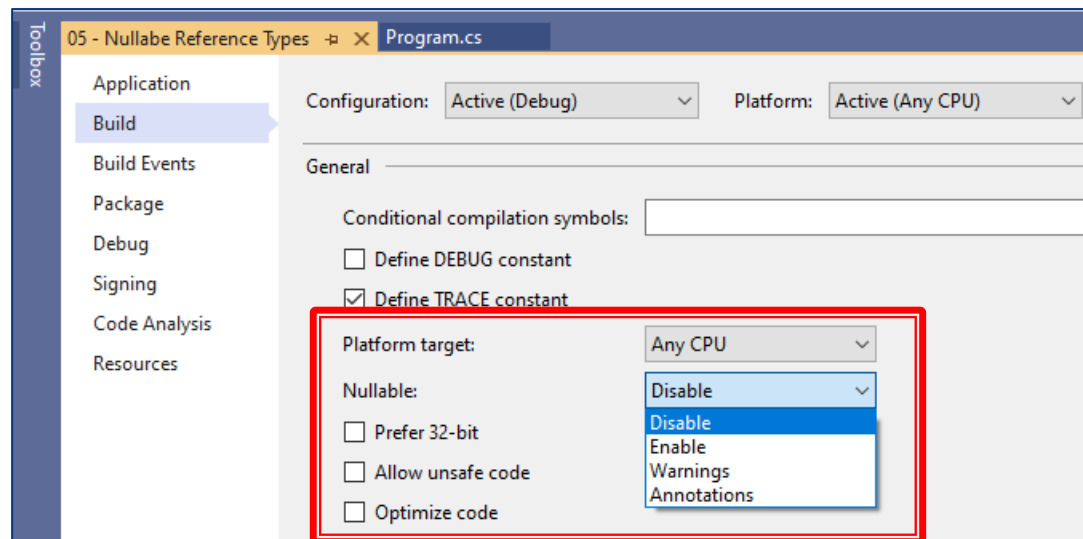 Toolbox
05 - Nullabe Reference Types Program.cs
Application
Build
Build Events
Package
Debug
Signing
Code Analysis
Resources
Configuration: Active (Debug) Platform: Active (Any CPU)
General
Conditional compilation symbols:
Define DEBUG constant
Define TRACE constant
Platform target: Any CPU
Nullable: Disable
Disable
Enable
Warnings
Annotations
Prefer 32-bit
Allow unsafe code
Optimize code